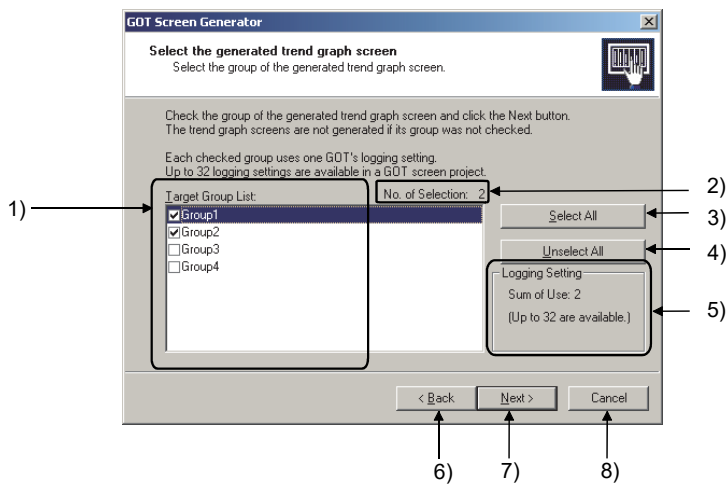 GOT Screen Generator
Select the generated trend graph screen
Select the group of the generated trend graph screen.
Check the group of the generated trend graph screen and click the Next button.
The trend graph screens are not generated if its group was not checked.
Each checked group uses one GOT's logging setting.
Up to 32 logging settings are available in a GOT screen project.
1)
Target Group List:
No. of Selection: 2
2)
Group1
Group2
Group3
Group4
Select All
3)
Unselect All
4)
Logging Setting
Sum of Use: 2
(Up to 32 are available.)
5)
< Back
Next >
Cancel
6)
7)
8)